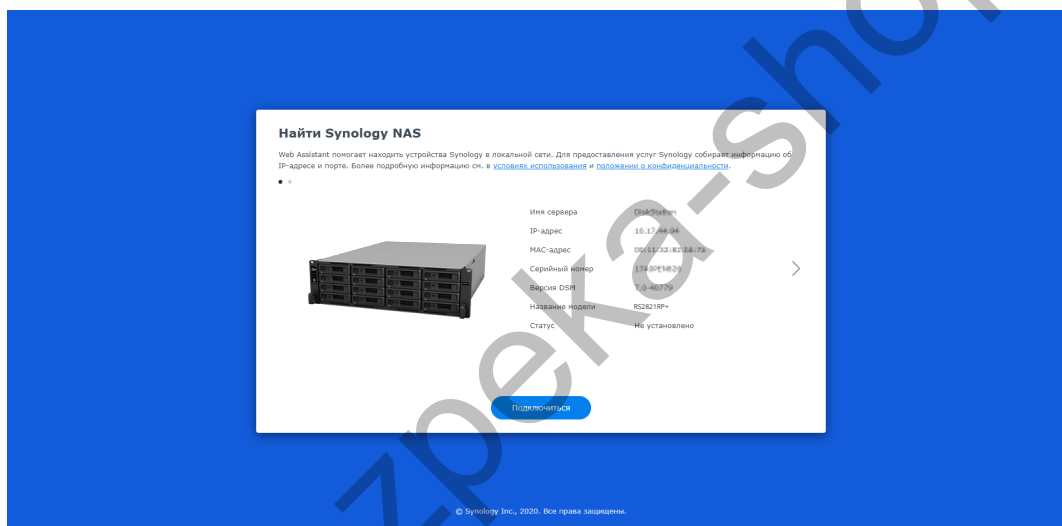 Найти Synology NAS
Web Assistant помогает находить устройства Synology в локальной сети. Для предоставления услуг Synology собирает информацию об
IP-адресе и порте. Более подробную информацию см. в условиях использования и положении о конфиденциальности.
Имя сервера
IP-адрес
MAC-адрес
Серийный номер
Версия DSM
Название модели RS2821RP+
Статус Не установлено
Подключиться
© Synology Inc., 2020. Все права защищены.
zpeka-shop